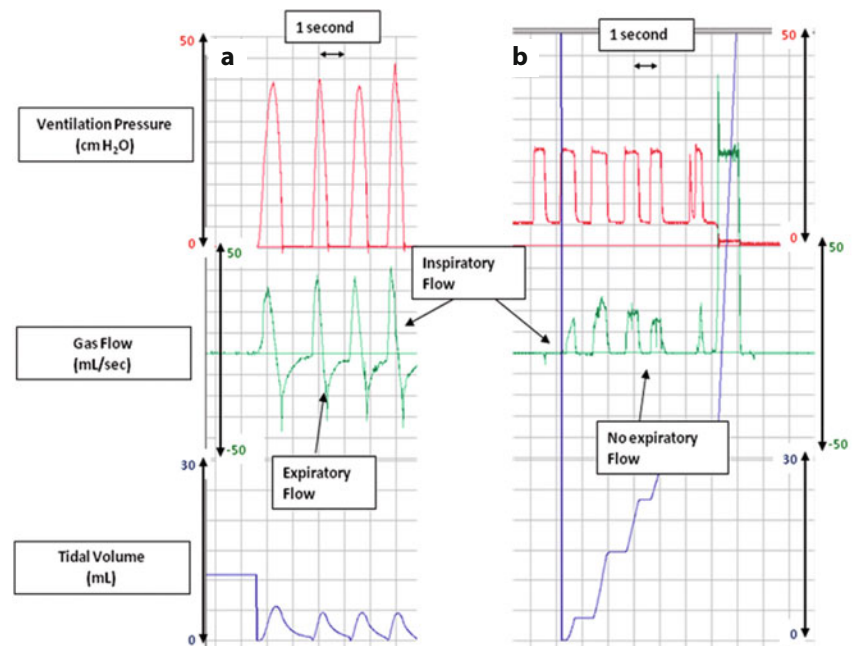 1 second
1 second
a
b
50
50
Ventilation Pressure
(cm H₂O)
0
0
50
50
Inspiratory
Flow
Gas Flow
(mL/sec)
-50
-50
No expiratory
Flow
Expiratory
Flow
30
30
Tidal Volume
(mL)
0
0